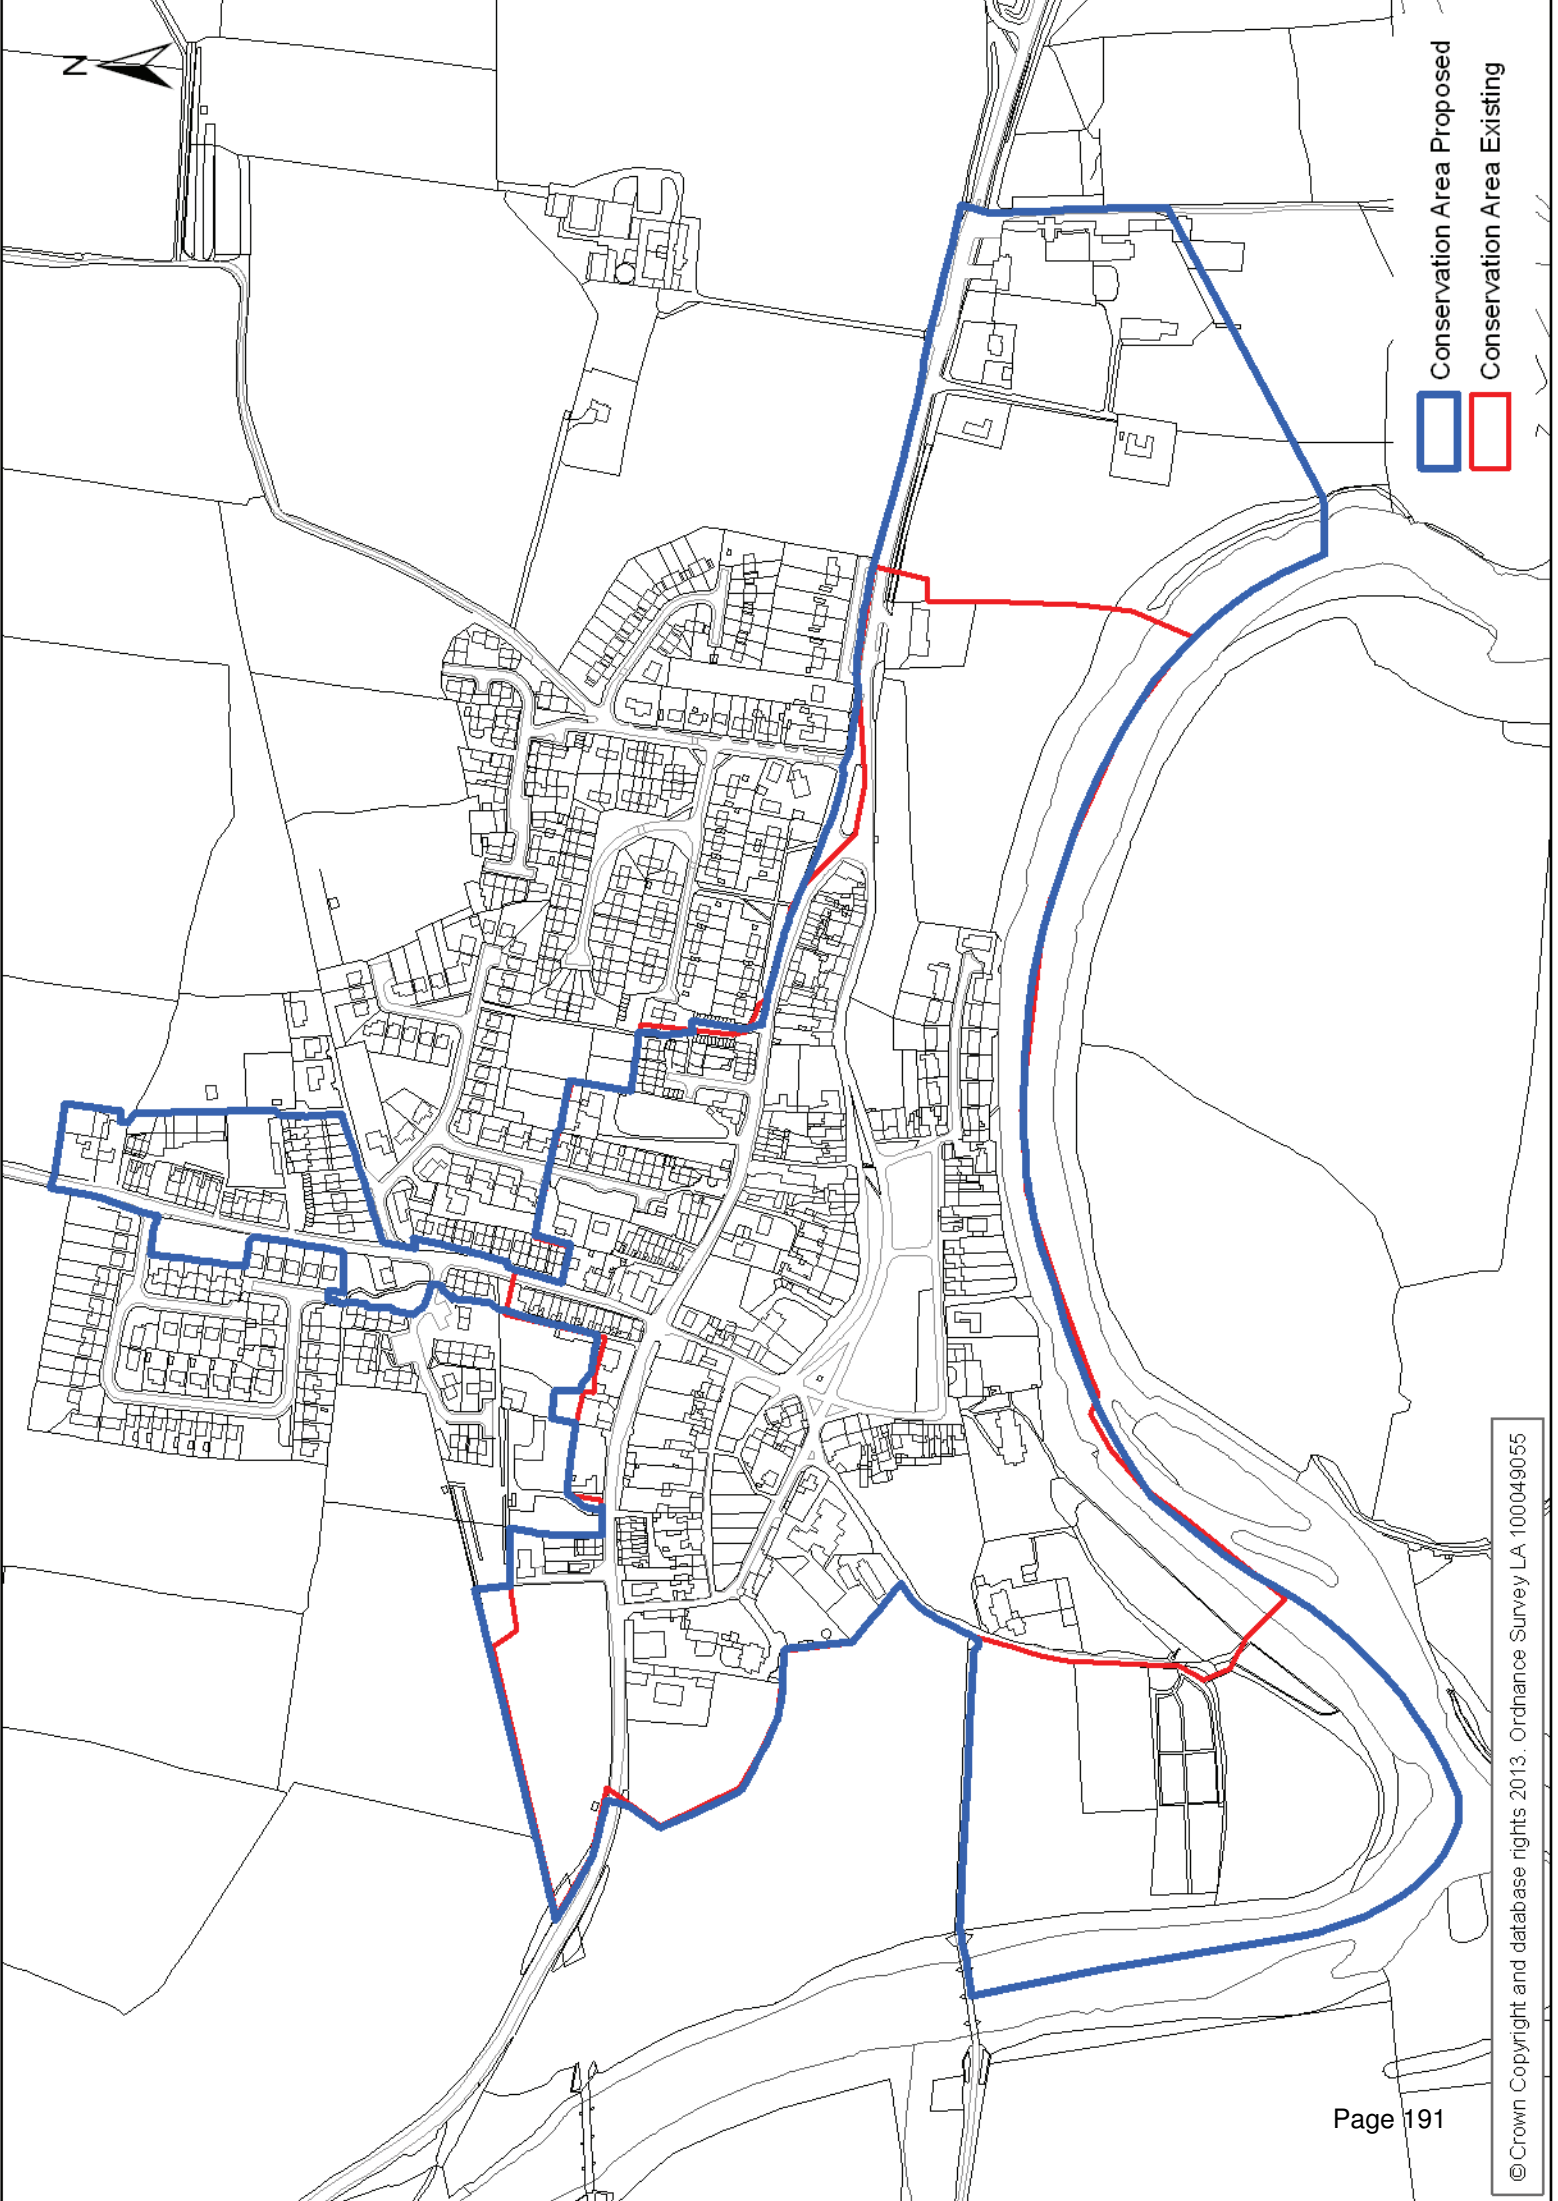 N
Conservation Area Proposed
Conservation Area Existing
© Crown Copyright and database rights 2013. Ordnance Survey LA 100049055
Page 191